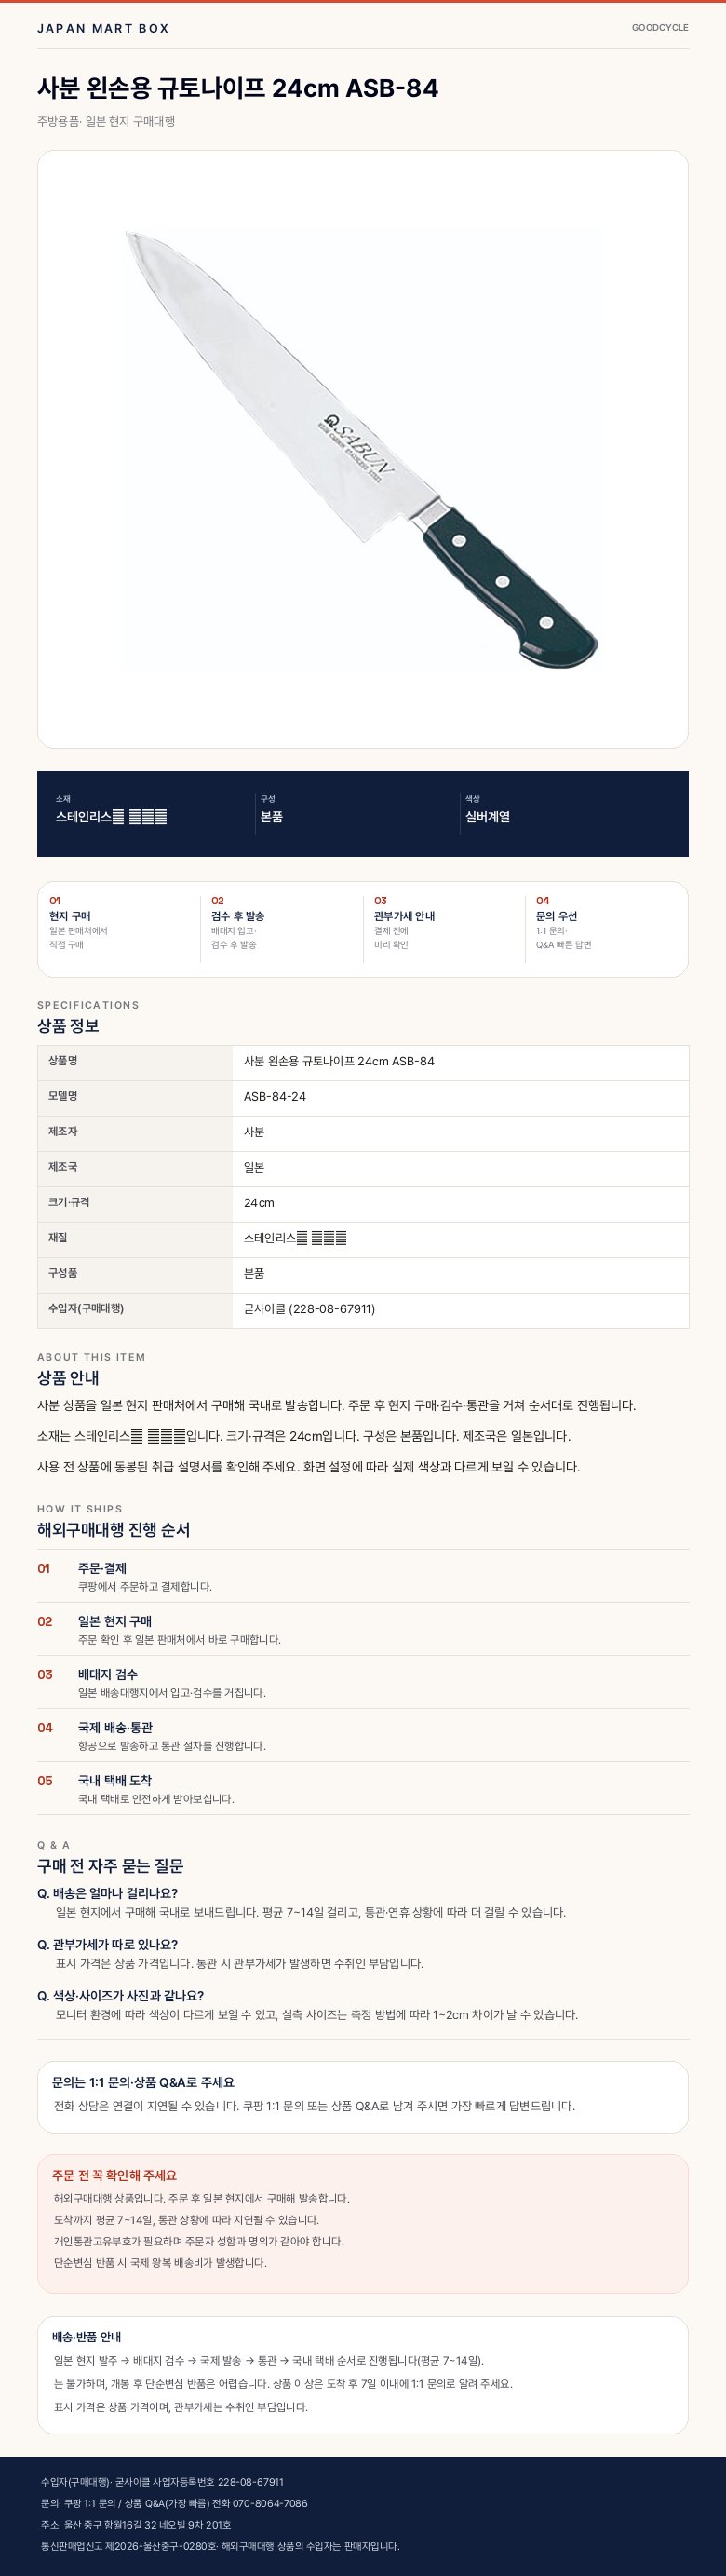 JAPAN MART BOX
GOODCYCLE
사분 왼손용 규토나이프 24cm ASB-84
주방용품· 일본 현지 구매대행
SABUN
HIGH CARBON STAINLESS STEEL
소재
스테인리스
구성
본품
색상
실버계열
01
현지 구매
일본 판매처에서
직접 구매
02
검수 후 발송
배대지 입고·
검수 후 발송
03
관부가세 안내
결제 전에
미리 확인
04
문의 우선
1:1 문의·
Q&A 빠른 답변
SPECIFICATIONS
상품 정보
상품명 사분 왼손용 규토나이프 24cm ASB-84
모델명 ASB-84-24
제조자 사분
제조국 일본
크기·규격 24cm
재질 스테인리스
구성품 본품
수입자(구매대행) 굳사이클 (228-08-67911)
ABOUT THIS ITEM
상품 안내
사분 상품을 일본 현지 판매처에서 구매해 국내로 발송합니다. 주문 후 현지 구매·검수·통관을 거쳐 순서대로 진행됩니다.
소재는 스테인리스 입니다. 크기·규격은 24cm입니다. 구성은 본품입니다. 제조국은 일본입니다.
사용 전 상품에 동봉된 취급 설명서를 확인해 주세요. 화면 설정에 따라 실제 색상과 다르게 보일 수 있습니다.
HOW IT SHIPS
해외구매대행 진행 순서
01 주문·결제
쿠팡에서 주문하고 결제합니다.
02 일본 현지 구매
주문 확인 후 일본 판매처에서 바로 구매합니다.
03 배대지 검수
일본 배송대행지에서 입고·검수를 거칩니다.
04 국제 배송·통관
항공으로 발송하고 통관 절차를 진행합니다.
05 국내 택배 도착
국내 택배로 안전하게 받아보십니다.
Q & A
구매 전 자주 묻는 질문
Q. 배송은 얼마나 걸리나요?
일본 현지에서 구매해 국내로 보내드립니다. 평균 7~14일 걸리고, 통관·연휴 상황에 따라 더 걸릴 수 있습니다.
Q. 관부가세가 따로 있나요?
표시 가격은 상품 가격입니다. 통관 시 관부가세가 발생하면 수취인 부담입니다.
Q. 색상·사이즈가 사진과 같나요?
모니터 환경에 따라 색상이 다르게 보일 수 있고, 실측 사이즈는 측정 방법에 따라 1~2cm 차이가 날 수 있습니다.
문의는 1:1 문의·상품 Q&A로 주세요
전화 상담은 연결이 지연될 수 있습니다. 쿠팡 1:1 문의 또는 상품 Q&A로 남겨 주시면 가장 빠르게 답변드립니다.
주문 전 꼭 확인해 주세요
해외구매대행 상품입니다. 주문 후 일본 현지에서 구매해 발송합니다.
도착까지 평균 7~14일, 통관 상황에 따라 지연될 수 있습니다.
개인통관고유부호가 필요하며 주문자 성함과 명의가 같아야 합니다.
단순변심 반품 시 국제 왕복 배송비가 발생합니다.
배송·반품 안내
일본 현지 발주 → 배대지 검수 → 국제 발송 → 통관 → 국내 택배 순서로 진행됩니다(평균 7~14일).
는 불가하며, 개봉 후 단순변심 반품은 어렵습니다. 상품 이상은 도착 후 7일 이내에 1:1 문의로 알려 주세요.
표시 가격은 상품 가격이며, 관부가세는 수취인 부담입니다.
수입자(구매대행)· 굳사이클 사업자등록번호 228-08-67911
문의· 쿠팡 1:1 문의 / 상품 Q&A(가장 빠름) 전화 070-8064-7086
주소· 울산 중구 함월16길 32 네오빌 9차 201호
통신판매업신고 제2026-울산중구-0280호· 해외구매대행 상품의 수입자는 판매자입니다.